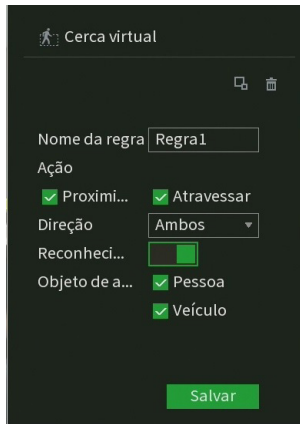 Cerca virtual
Nome da regra Regra1
Ação
Proximi... Atravessar
Direção Ambos
Reconheci...
Objeto de a... Pessoa
Veículo
Salvar